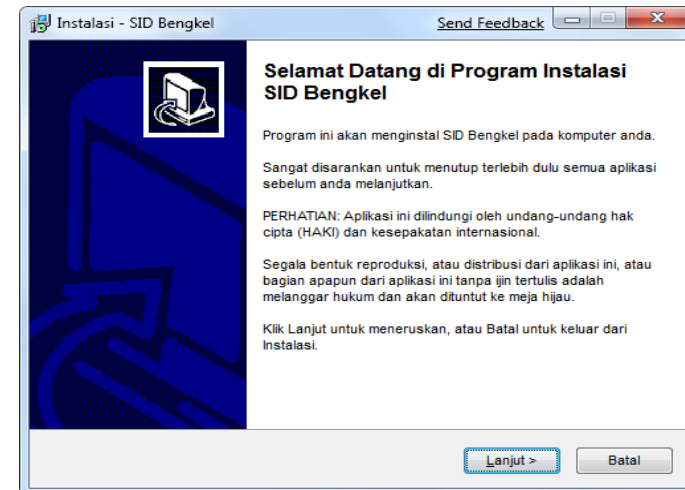 Instalasi - SID Bengkel
Send Feedback
Selamat Datang di Program Instalasi
SID Bengkel
Program ini akan menginstal SID Bengkel pada komputer anda.
Sangat disarankan untuk menutup terlebih dulu semua aplikasi
sebelum anda melanjutkan.
PERHATIAN: Aplikasi ini dilindungi oleh undang-undang hak
cipta (HAKI) dan kesepakatan internasional.
Segala bentuk reproduksi, atau distribusi dari aplikasi ini, atau
bagian apapun dari aplikasi ini tanpa ijin tertulis adalah
melanggar hukum dan akan dituntut ke meja hijau.
Klik Lanjut untuk meneruskan, atau Batal untuk keluar dari
Instalasi.
Lanjut >
Batal